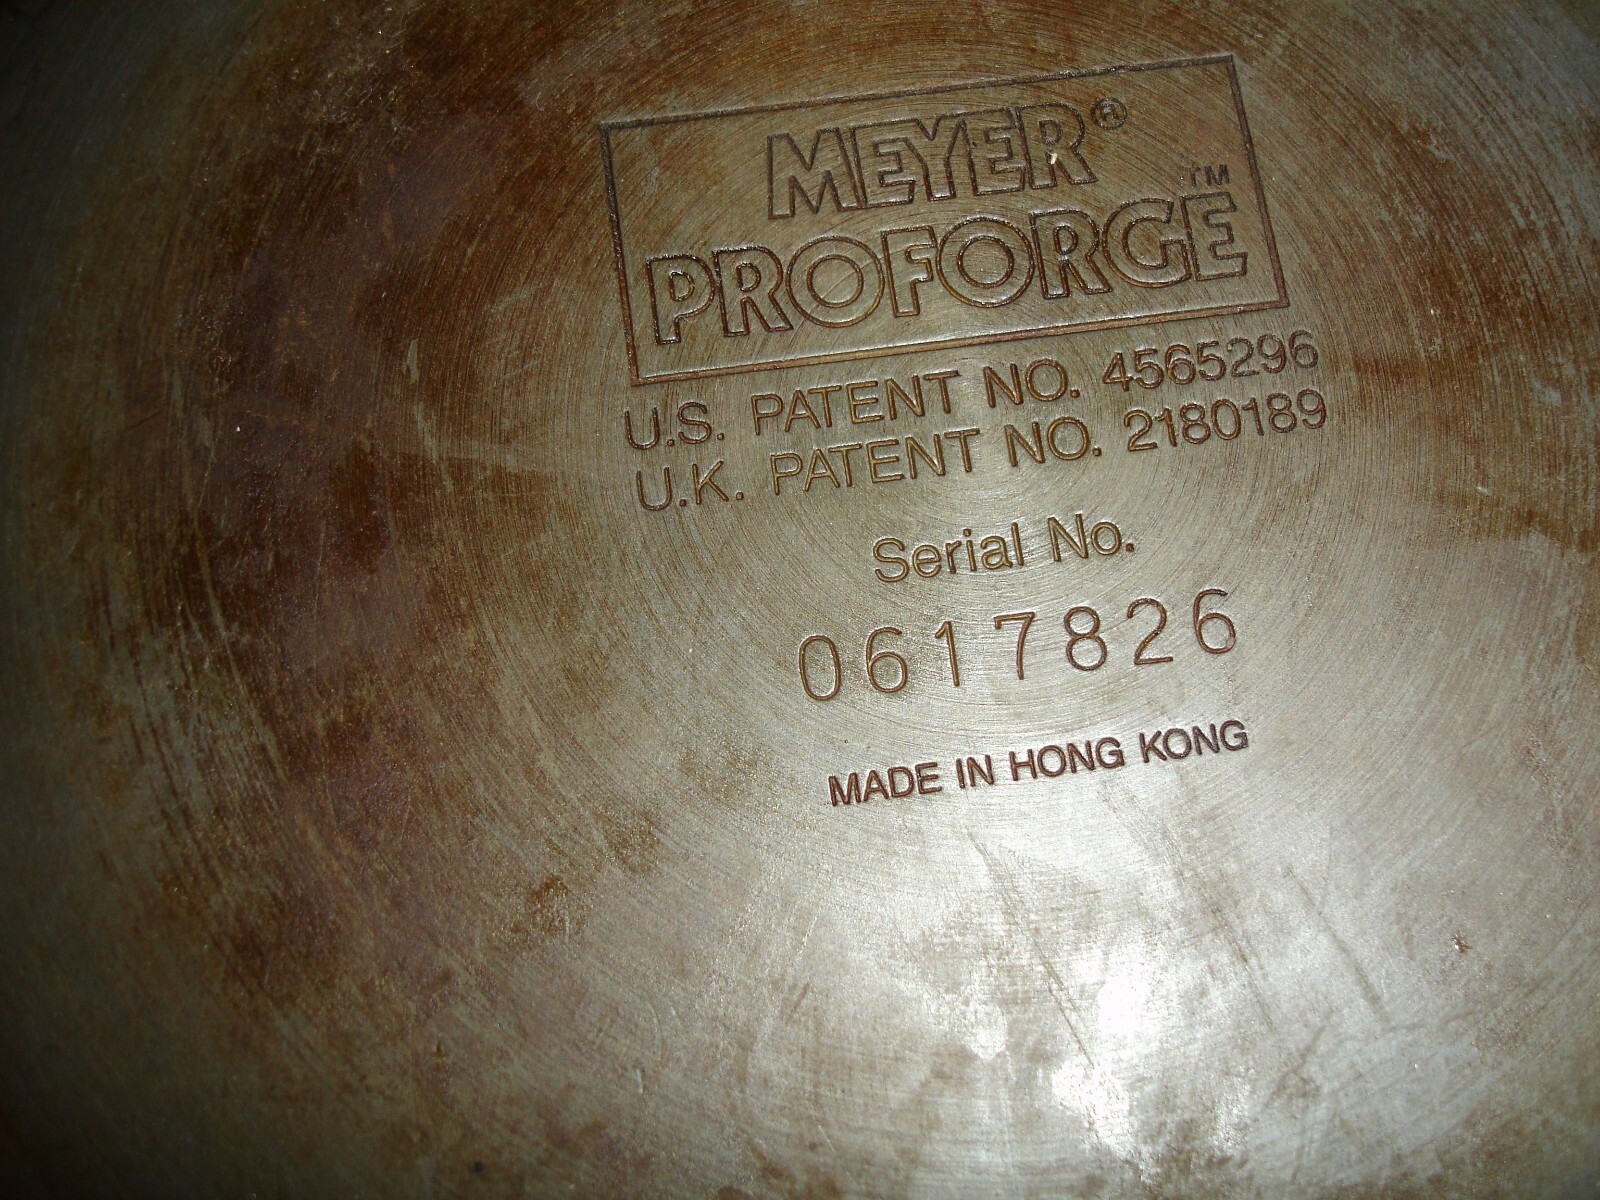 MEYER®
PROFORGE™
U.S. PATENT NO. 4565296
U.K. PATENT NO. 2180189
Serial No.
0617826
MADE IN HONG KONG